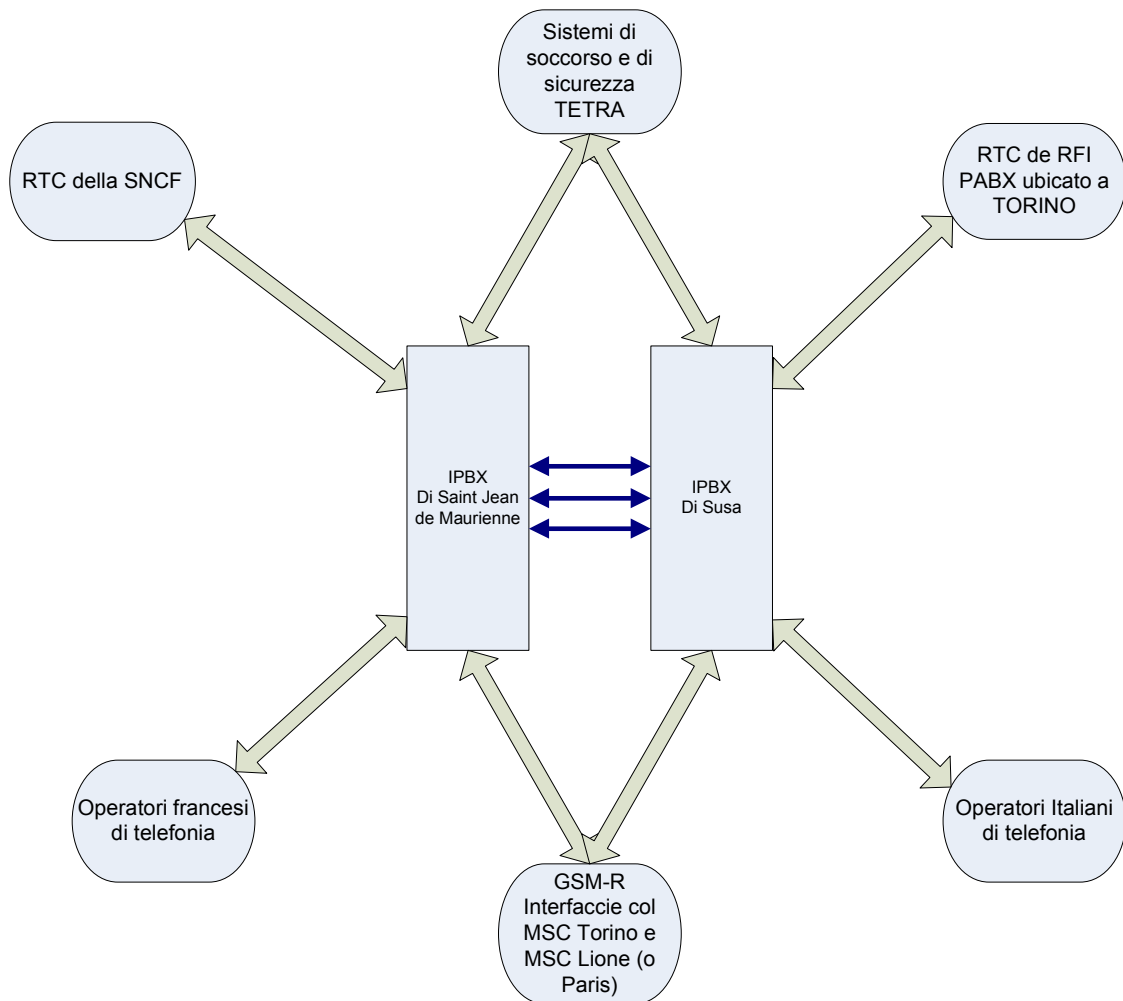 Sistemi di
soccorso e di
sicurezza
TETRA
RTC della SNCF
RTC de RFI
PABX ubicato a
TORINO
IPBX
Di Saint Jean
de Maurienne
IPBX
Di Susa
Operatori francesi
di telefonia
Operatori Italiani
di telefonia
GSM-R
Interfaccie col
MSC Torino e
MSC Lione (o
Paris)